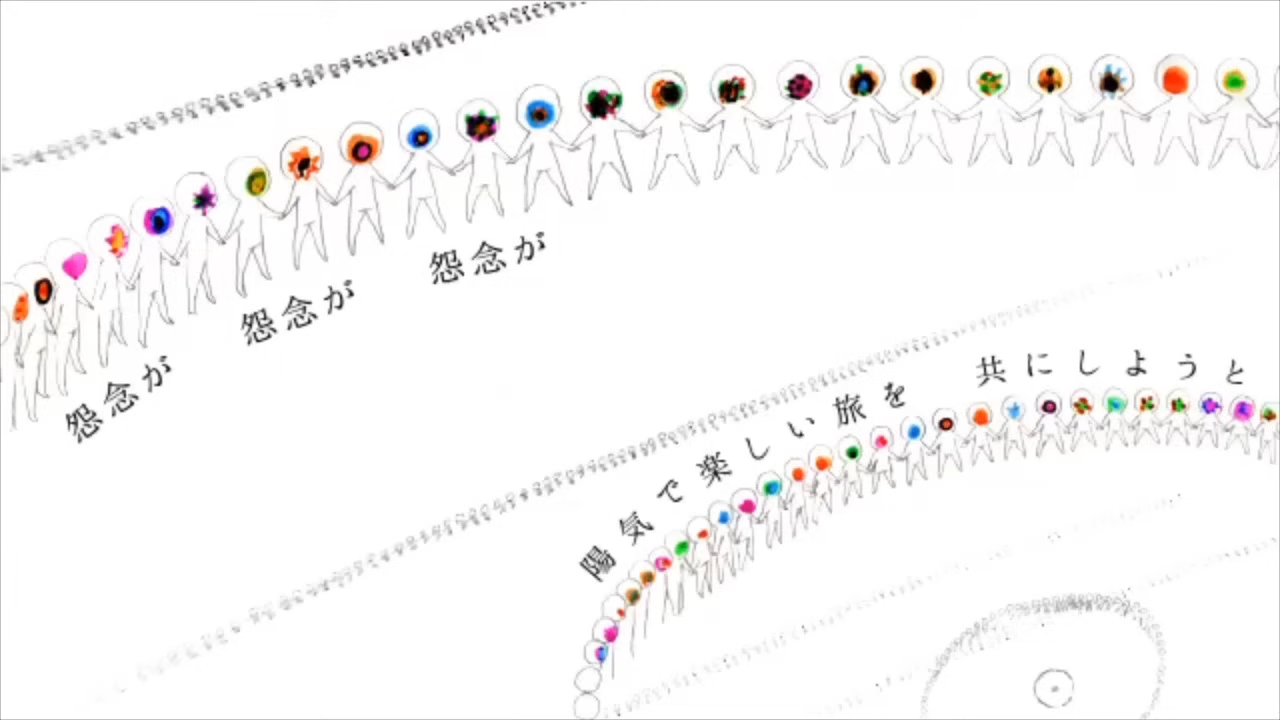 怨念が
怨念が
怨念が
陽気で楽しい旅を
共にしようと